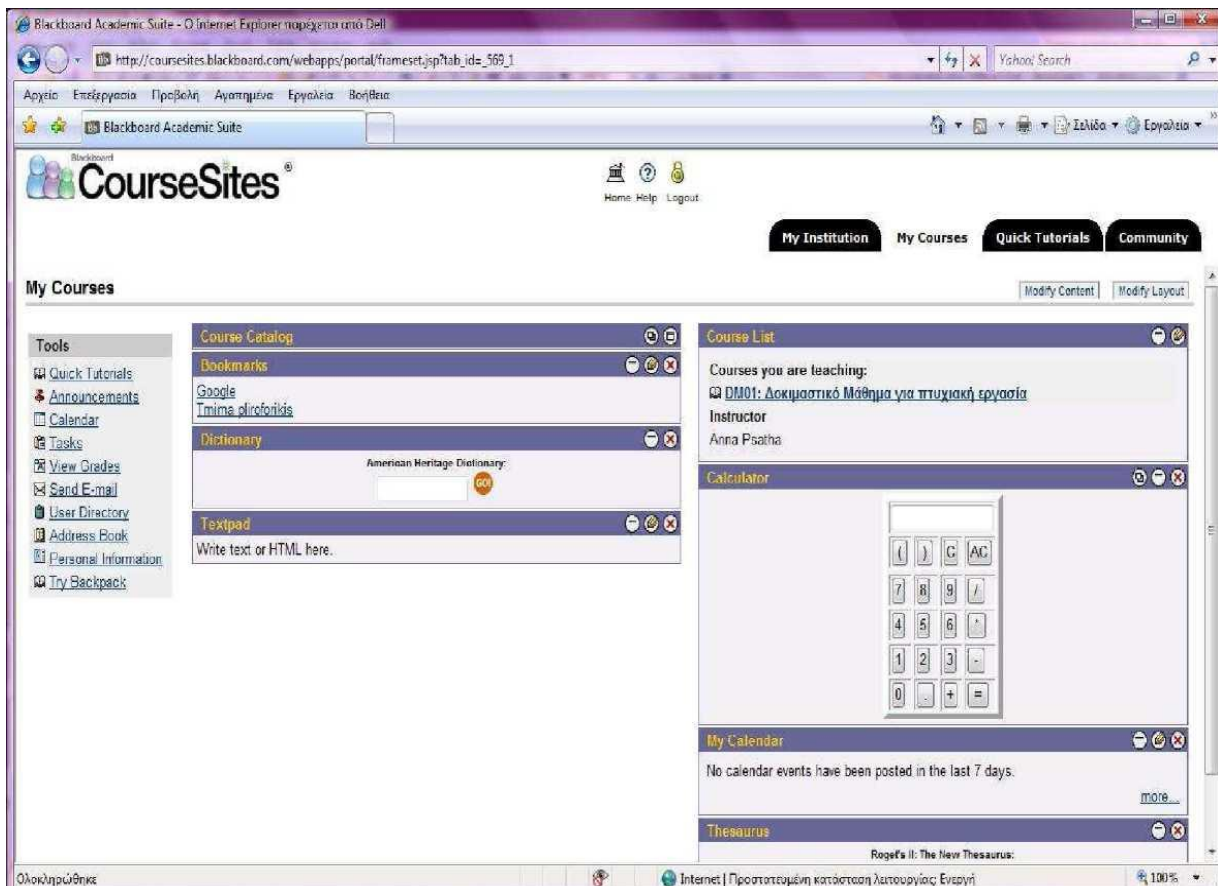 Blackboard Academic Suite - Ο Internet Explorer παρέχεται από Dell
http://coursesites.blackboard.com/webapps/portal/frameset.jsp?tab_id=_569_1
Yahoo! Search
Αρχείο Επεξεργασία Προβολή Αγαπημένα Εργαλεία Βοήθεια
Blackboard Academic Suite
Σελίδα Εργαλεία
Blackboard
CourseSites ®
Home Help Logout
My Institution My Courses Quick Tutorials Community
My Courses
Modify Content Modify Layout
Tools
Quick Tutorials
Announcements
Calendar
Tasks
View Grades
Send E-mail
User Directory
Address Book
Personal Information
Try Backpack
Course Catalog
Bookmarks
Google
Tmima pliroforikis
Dictionary
American Heritage Dictionary:
GO!
Textpad
Write text or HTML here.
Course List
Courses you are teaching:
DM01: Δοκιμαστικό Μάθημα για πτυχιακή εργασία
Instructor
Anna Psatha
Calculator
( ) C AC
7 8 9 /
4 5 6 *
1 2 3 -
0 . + =
My Calendar
No calendar events have been posted in the last 7 days.
more...
Thesaurus
Roget's II: The New Thesaurus:
Ολοκληρώθηκε
Internet | Προστατευμένη κατάσταση λειτουργίας: Ενεργή
100%